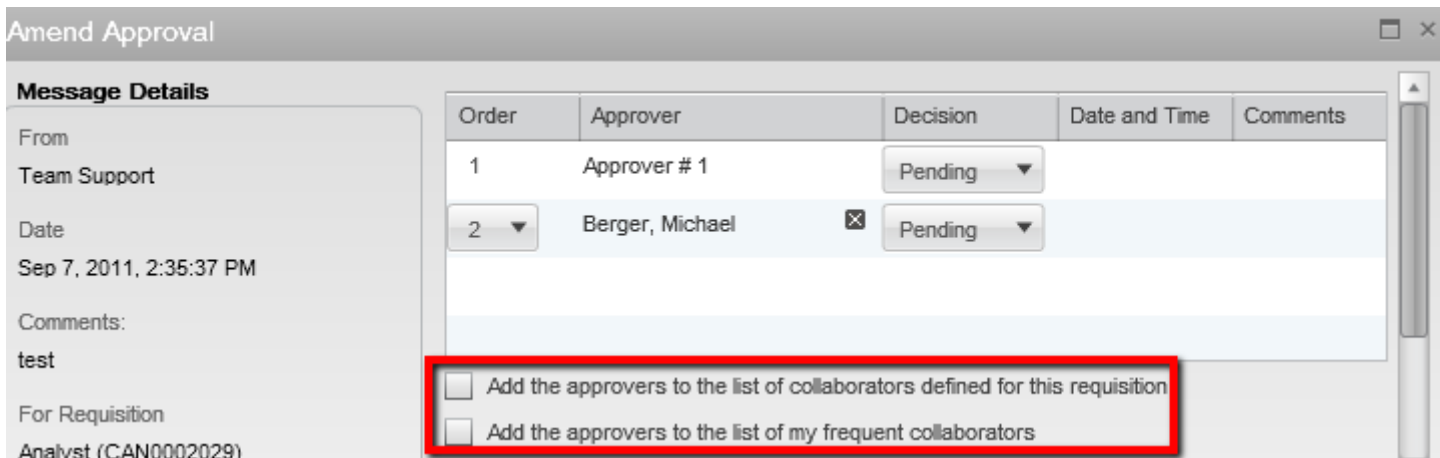 Amend Approval
Message Details
From
Team Support
Date
Sep 7, 2011, 2:35:37 PM
Comments:
test
For Requisition
Analyst (CAN0002029)
Order Approver Decision Date and Time Comments
1 Approver # 1 Pending
2 Berger, Michael Pending
Add the approvers to the list of collaborators defined for this requisition
Add the approvers to the list of my frequent collaborators